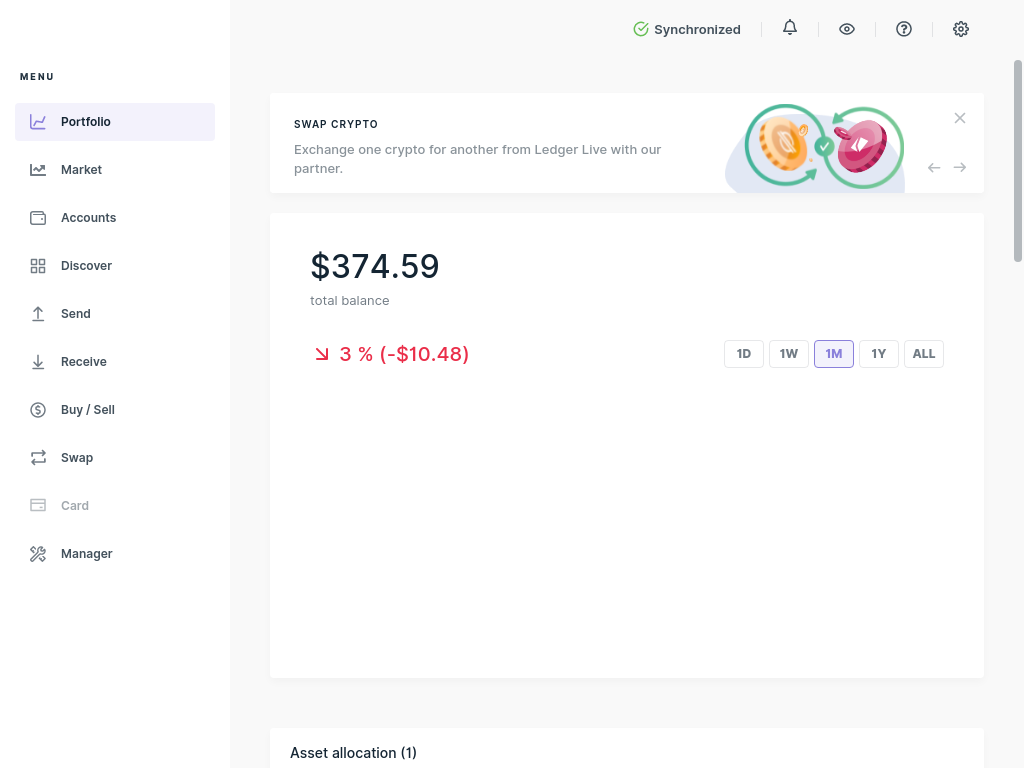 Synchronized
MENU
Portfolio
Market
Accounts
Discover
Send
Receive
Buy / Sell
Swap
Card
Manager
SWAP CRYPTO
Exchange one crypto for another from Ledger Live with our
partner.
$374.59
total balance
3 % (-$10.48)
1D 1W 1M 1Y ALL
Asset allocation (1)